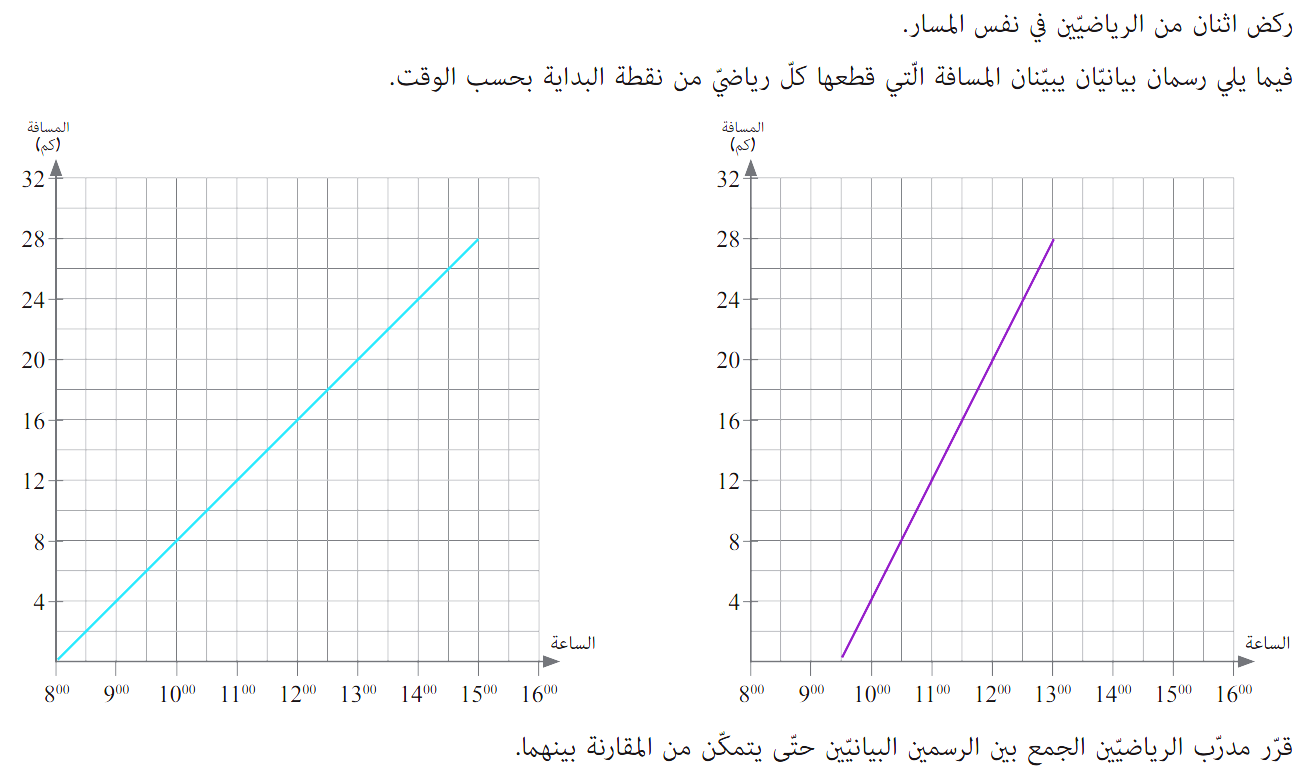 ركض اثنان من الرياضيّين في نفس المسار.
فيما يلي رسمان بيانيّان يبيّنان المسافة الّتي قطعها كلّ رياضيّ من نقطة البداية بحسب الوقت.
المسافة
(كم)
32
28
24
20
16
12
8
4
الساعة
8⁰⁰ 9⁰⁰ 10⁰⁰ 11⁰⁰ 12⁰⁰ 13⁰⁰ 14⁰⁰ 15⁰⁰ 16⁰⁰
المسافة
(كم)
32
28
24
20
16
12
8
4
الساعة
8⁰⁰ 9⁰⁰ 10⁰⁰ 11⁰⁰ 12⁰⁰ 13⁰⁰ 14⁰⁰ 15⁰⁰ 16⁰⁰
قرّر مدرّب الرياضيّين الجمع بين الرسمين البيانيّين حتّى يتمكّن من المقارنة بينهما.